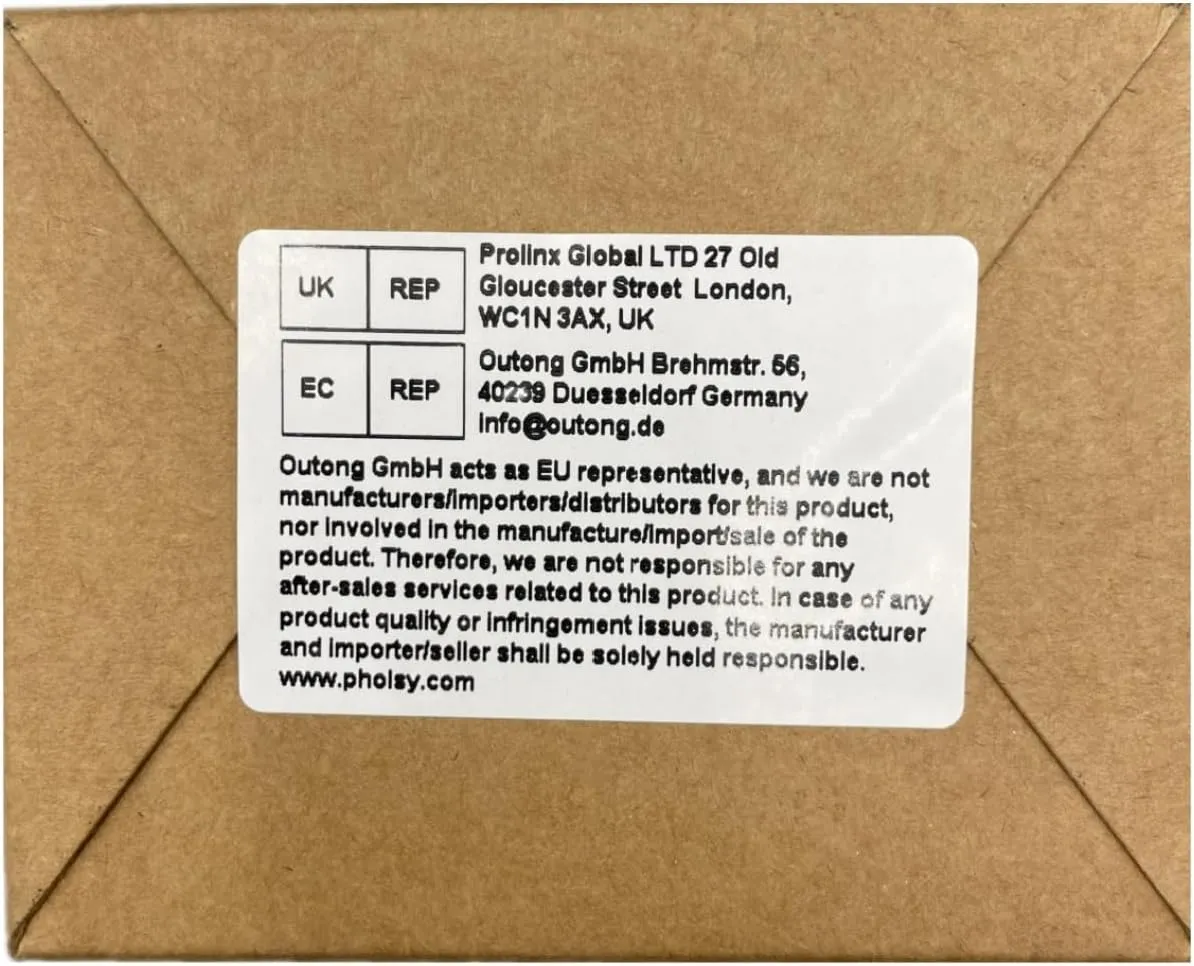 UK REP
Prolinx Global LTD 27 Old
Gloucester Street London,
WC1N 3AX, UK
EC REP
Outong GmbH Brehmstr. 56,
40239 Duesseldorf Germany
info@outong.de
Outong GmbH acts as EU representative, and we are not
manufacturers/importers/distributors for this product,
nor involved in the manufacture/import/sale of the
product. Therefore, we are not responsible for any
after-sales services related to this product. In case of any
product quality or infringement issues, the manufacturer
and importer/seller shall be solely held responsible.
www.pholsy.com